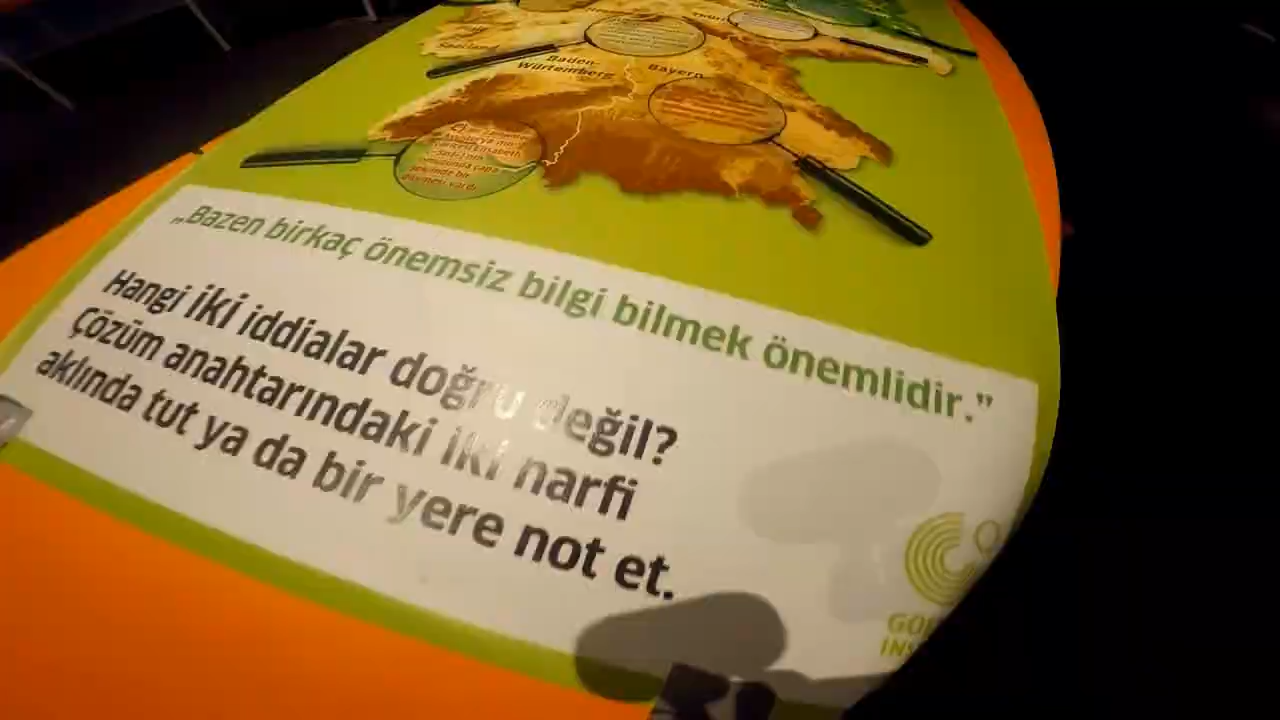 Baden-
Würtemberg
Bayern
„Bazen birkaç önemsiz bilgi bilmek önemlidir.”
Hangi iki iddialar doğru değil?
Çözüm anahtarındaki iki harfi
aklında tut ya da bir yere not et.